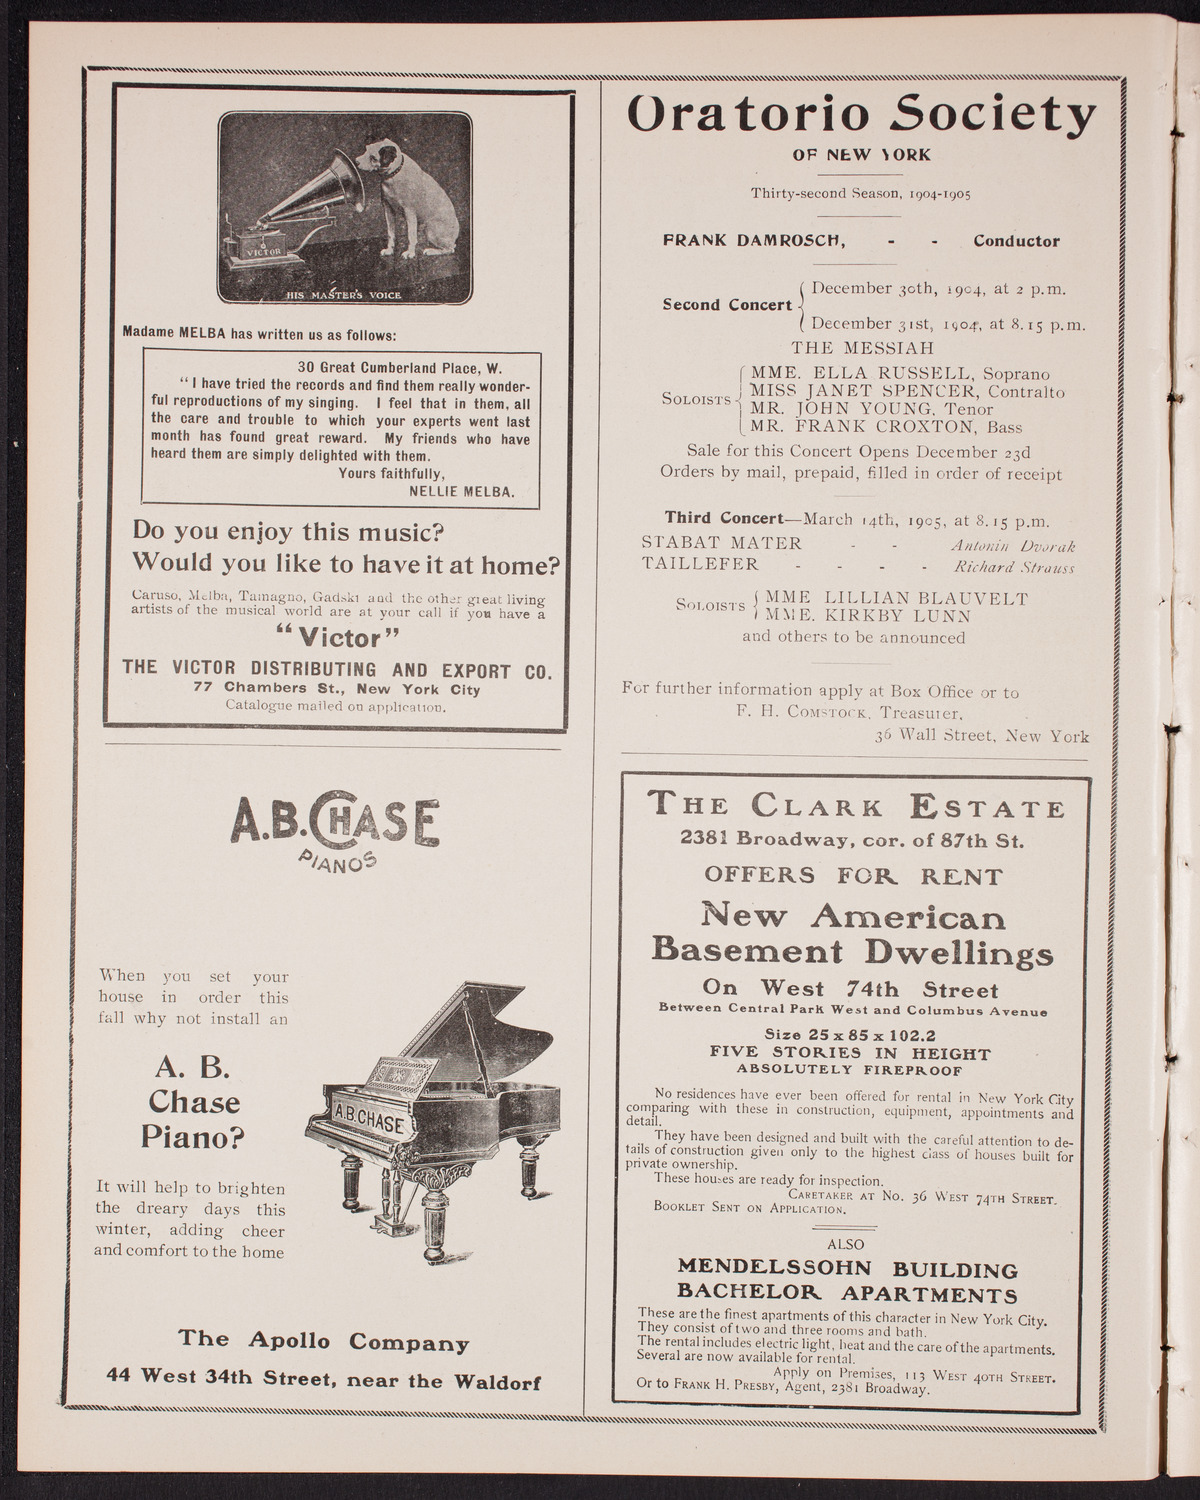 VICTOR
HIS MASTER'S VOICE
Madame MELBA has written us as follows:
30 Great Cumberland Place, W.
"I have tried the records and find them really wonder-
ful reproductions of my singing. I feel that in them, all
the care and trouble to which your experts went last
month has found great reward. My friends who have
heard them are simply delighted with them.
Yours faithfully,
NELLIE MELBA.
Do you enjoy this music?
Would you like to have it at home?
Caruso, Melba, Tamagno, Gadski and the other great living
artists of the musical world are at your call if you have a
"Victor"
THE VICTOR DISTRIBUTING AND EXPORT CO.
77 Chambers St., New York City
Catalogue mailed on application.
A.B.CHASE
PIANOS
When you set your
house in order this
fall why not install an
A. B.
Chase
Piano?
It will help to brighten
the dreary days this
winter, adding cheer
and comfort to the home
A.B.CHASE
The Apollo Company
44 West 34th Street, near the Waldorf
Oratorio Society
OF NEW YORK
Thirty-second Season, 1904-1905
FRANK DAMROSCH, - - Conductor
Second Concert
December 30th, 1904, at 2 p.m.
December 31st, 1904, at 8.15 p.m.
THE MESSIAH
SOLOISTS
MME. ELLA RUSSELL, Soprano
MISS JANET SPENCER, Contralto
MR. JOHN YOUNG, Tenor
MR. FRANK CROXTON, Bass
Sale for this Concert Opens December 23d
Orders by mail, prepaid, filled in order of receipt
Third Concert—March 14th, 1905, at 8.15 p.m.
STABAT MATER - - Antonin Dvorak
TAILLEFER - - - - Richard Strauss
SOLOISTS
MME LILLIAN BLAUVELT
MME. KIRKBY LUNN
and others to be announced
For further information apply at Box Office or to
F. H. COMSTOCK, Treasurer,
36 Wall Street, New York
THE CLARK ESTATE
2381 Broadway, cor. of 87th St.
OFFERS FOR RENT
New American
Basement Dwellings
On West 74th Street
Between Central Park West and Columbus Avenue
Size 25 x 85 x 102.2
FIVE STORIES IN HEIGHT
ABSOLUTELY FIREPROOF
No residences have ever been offered for rental in New York City
comparing with these in construction, equipment, appointments and
detail.
They have been designed and built with the careful attention to de-
tails of construction given only to the highest class of houses built for
private ownership.
These houses are ready for inspection.
CARETAKER AT NO. 36 WEST 74TH STREET.
BOOKLET SENT ON APPLICATION.
ALSO
MENDELSSOHN BUILDING
BACHELOR APARTMENTS
These are the finest apartments of this character in New York City.
They consist of two and three rooms and bath.
The rental includes electric light, heat and the care of the apartments.
Several are now available for rental.
Apply on Premises, 113 WEST 40TH STREET.
Or to FRANK H. PRESBY, Agent, 2381 Broadway.